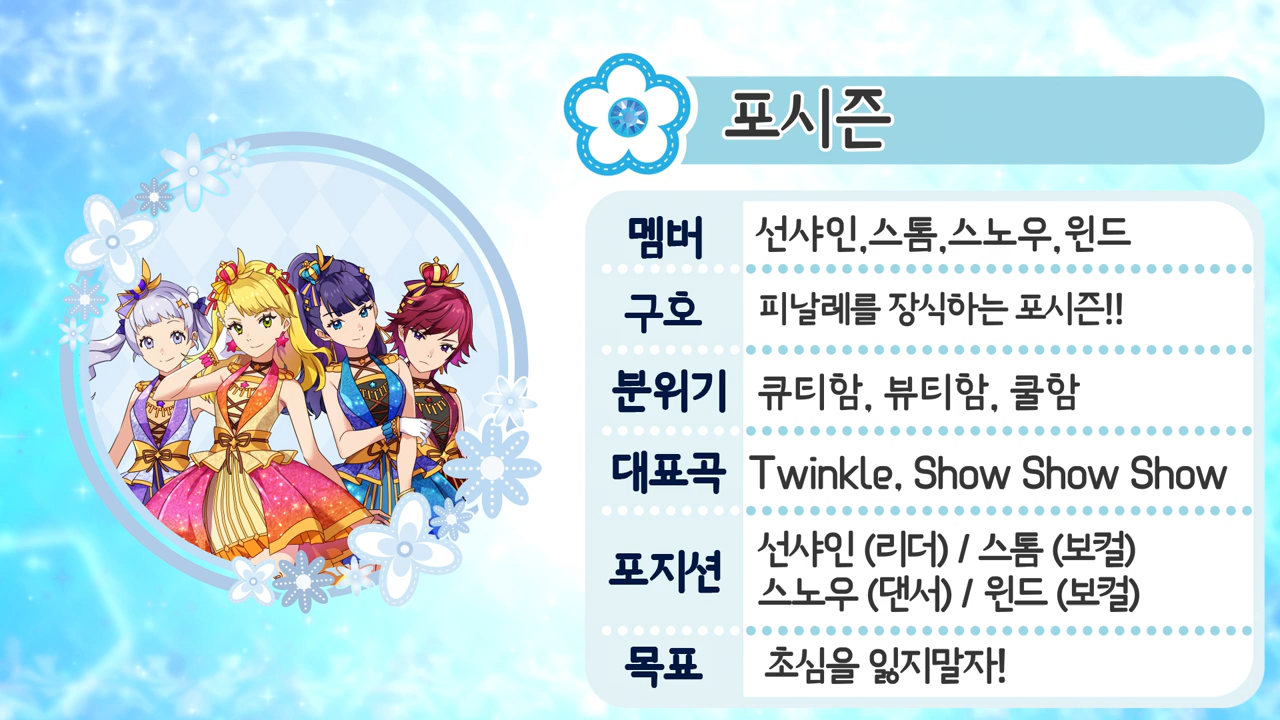 포시즌
멤버
선샤인,스톰,스노우,윈드
구호
피날레를 장식하는 포시즌!!
분위기
큐티함, 뷰티함, 쿨함
대표곡
Twinkle, Show Show Show
포지션
선샤인 (리더) / 스톰 (보컬)
스노우 (댄서) / 윈드 (보컬)
목표
초심을 잃지말자!